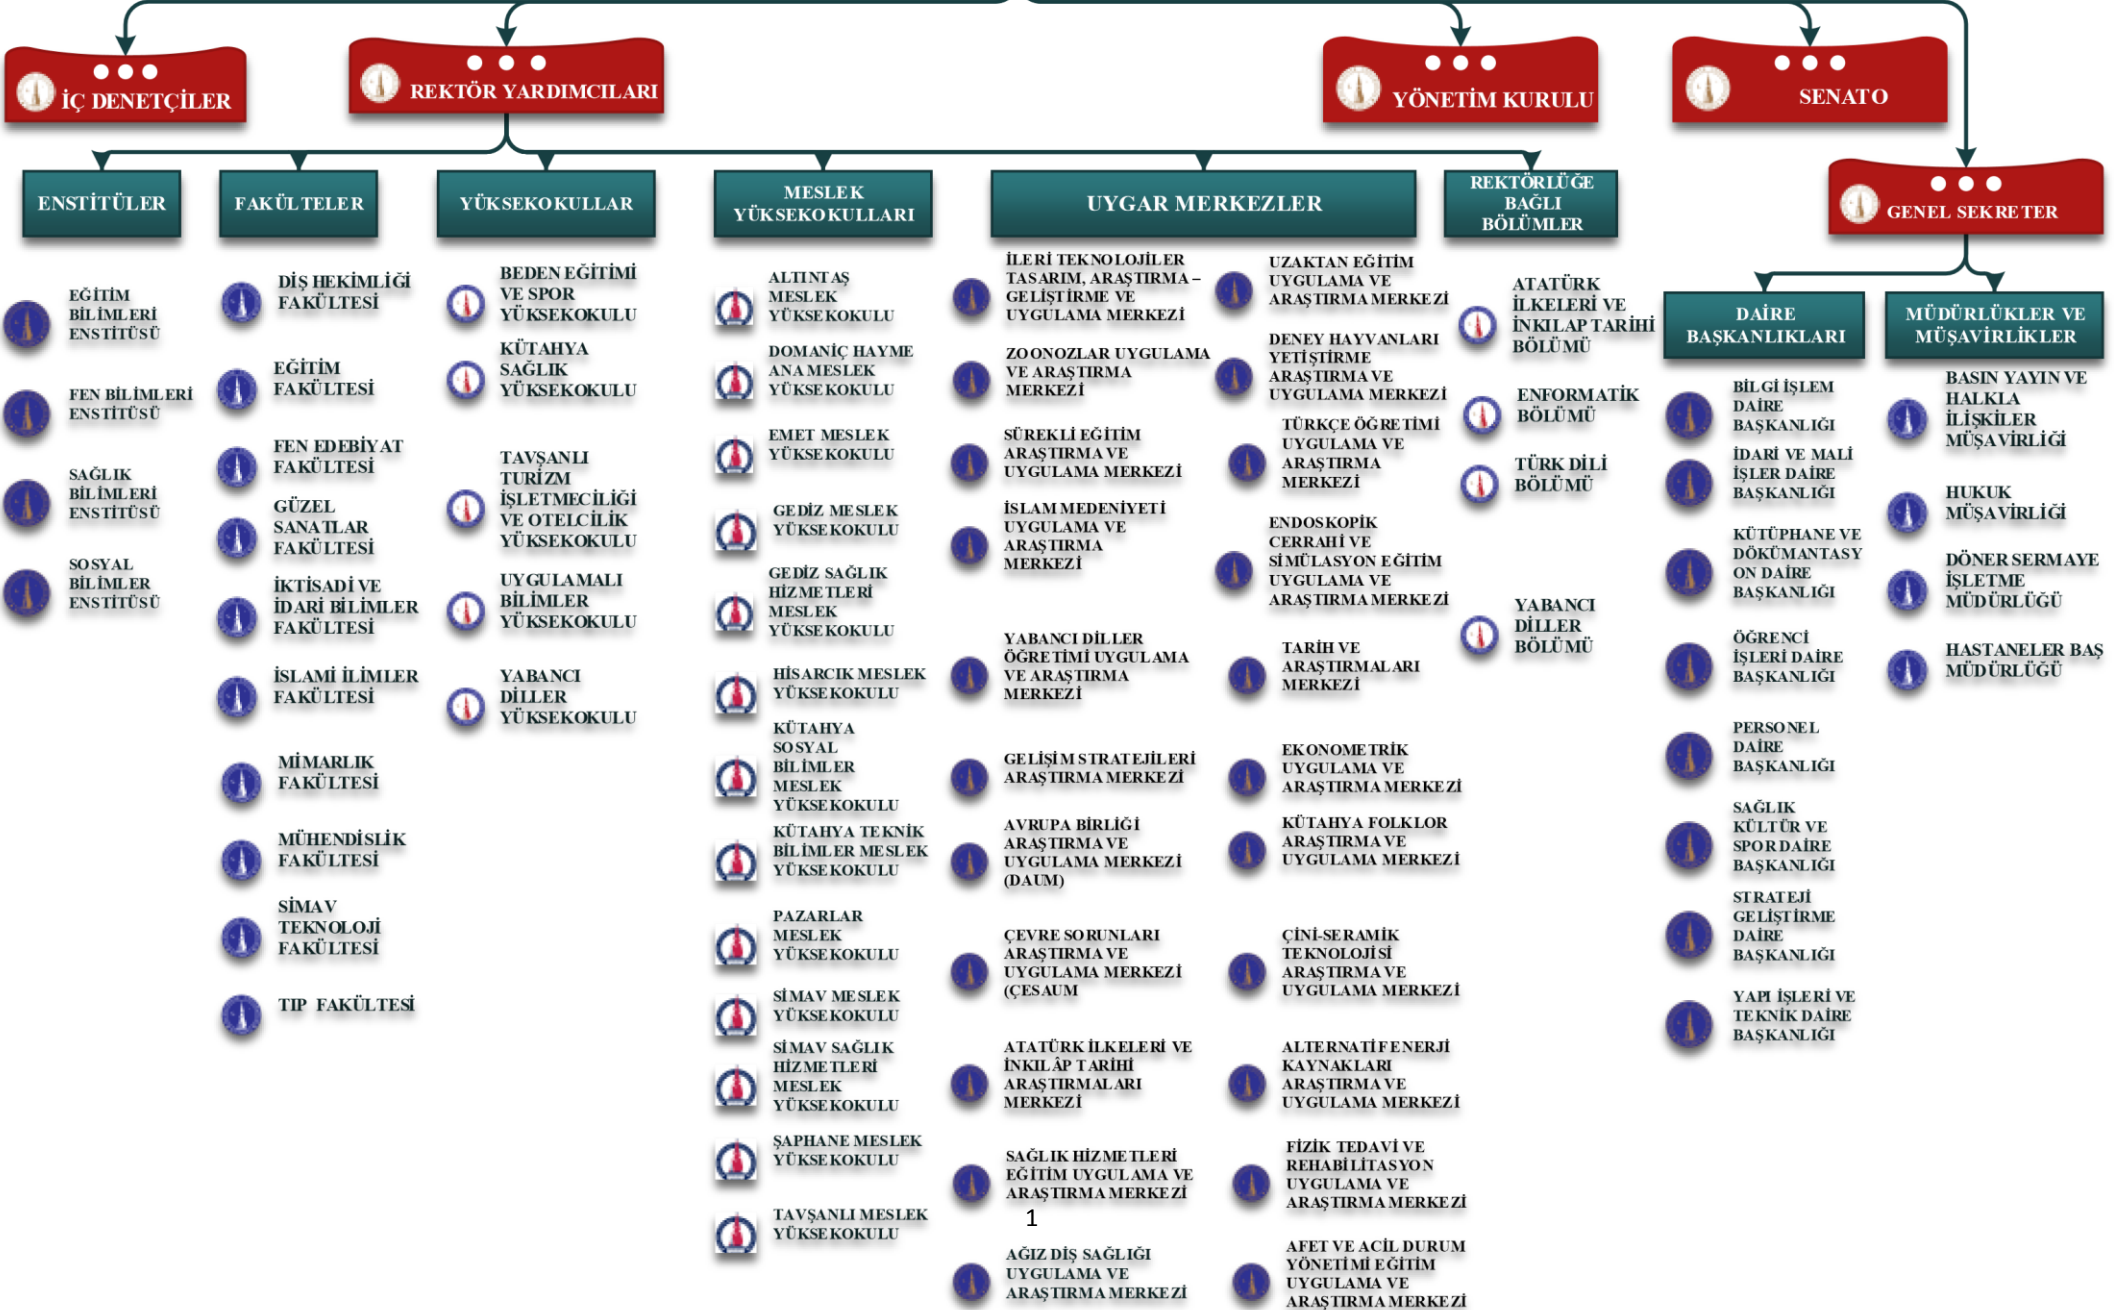 İÇ DENETÇİLER
REKTÖR YARDIMCILARI
YÖNETİM KURULU
SENATO
GENEL SEKRETER
ENSTİTÜLER
EĞİTİM
BİLİMLERİ
ENSTİTÜSÜ
FEN BİLİMLERİ
ENSTİTÜSÜ
SAĞLIK
BİLİMLERİ
ENSTİTÜSÜ
SOSYAL
BİLİMLER
ENSTİTÜSÜ
FAKÜLTELER
DİŞ HEKİMLİĞİ
FAKÜLTESİ
EĞİTİM
FAKÜLTESİ
FEN EDEBİYAT
FAKÜLTESİ
GÜZEL
SANATLAR
FAKÜLTESİ
İKTİSADİ VE
İDARİ BİLİMLER
FAKÜLTESİ
İSLAMİ İLİMLER
FAKÜLTESİ
MİMARLIK
FAKÜLTESİ
MÜHENDİSLİK
FAKÜLTESİ
SİMAV
TEKNOLOJİ
FAKÜLTESİ
TIP FAKÜLTESİ
YÜKSEKOKULLAR
BEDEN EĞİTİMİ
VE SPOR
YÜKSEKOKULU
KÜTAHYA
SAĞLIK
YÜKSEKOKULU
TAVŞANLI
TURİZM
İŞLETMECİLİĞİ
VE OTELCİLİK
YÜKSEKOKULU
UYGULAMALI
BİLİMLER
YÜKSEKOKULU
YABANCI
DİLLER
YÜKSEKOKULU
MESLEK
YÜKSEKOKULLARI
ALTINTAŞ
MESLEK
YÜKSEKOKULU
DOMANİÇ HAYME
ANA MESLEK
YÜKSEKOKULU
EMET MESLEK
YÜKSEKOKULU
GEDİZ MESLEK
YÜKSEKOKULU
GEDİZ SAĞLIK
HİZMETLERİ
MESLEK
YÜKSEKOKULU
HİSARCIK MESLEK
YÜKSEKOKULU
KÜTAHYA
SOSYAL
BİLİMLER
MESLEK
YÜKSEKOKULU
KÜTAHYA TEKNİK
BİLİMLER MESLEK
YÜKSEKOKULU
PAZARLAR
MESLEK
YÜKSEKOKULU
SİMAV MESLEK
YÜKSEKOKULU
SİMAV SAĞLIK
HİZMETLERİ
MESLEK
YÜKSEKOKULU
ŞAPHANE MESLEK
YÜKSEKOKULU
TAVŞANLI MESLEK
YÜKSEKOKULU
UYGAR MERKEZLER
İLERİ TEKNOLOJİLER
TASARIM, ARAŞTIRMA –
GELİŞTİRME VE
UYGULAMA MERKEZİ
ZOONOZLAR UYGULAMA
VE ARAŞTIRMA
MERKEZİ
SÜREKLİ EĞİTİM
ARAŞTIRMA VE
UYGULAMA MERKEZİ
İSLAM MEDENİYETİ
UYGULAMA VE
ARAŞTIRMA
MERKEZİ
YABANCI DİLLER
ÖĞRETİMİ UYGULAMA
VE ARAŞTIRMA
MERKEZİ
GELİŞİM STRATEJİLERİ
ARAŞTIRMA MERKEZİ
AVRUPA BİRLİĞİ
ARAŞTIRMA VE
UYGULAMA MERKEZİ
(DAUM)
ÇEVRE SORUNLARI
ARAŞTIRMA VE
UYGULAMA MERKEZİ
(ÇESAUM
ATATÜRK İLKELERİ VE
İNKILÂP TARİHİ
ARAŞTIRMALARI
MERKEZİ
SAĞLIK HİZMETLERİ
EĞİTİM UYGULAMA VE
ARAŞTIRMA MERKEZİ
1
AĞIZ DİŞ SAĞLIĞI
UYGULAMA VE
ARAŞTIRMA MERKEZİ
UZAKTAN EĞİTİM
UYGULAMA VE
ARAŞTIRMA MERKEZİ
DENEY HAYVANLARI
YETİŞTİRME
ARAŞTIRMA VE
UYGULAMA MERKEZİ
TÜRKÇE ÖĞRETİMİ
UYGULAMA VE
ARAŞTIRMA
MERKEZİ
ENDOSKOPİK
CERRAHİ VE
SİMÜLASYON EĞİTİM
UYGULAMA VE
ARAŞTIRMA MERKEZİ
TARİH VE
ARAŞTIRMALARI
MERKEZİ
EKONOMETRİK
UYGULAMA VE
ARAŞTIRMA MERKEZİ
KÜTAHYA FOLKLOR
ARAŞTIRMA VE
UYGULAMA MERKEZİ
ÇİNİ-SERAMİK
TEKNOLOJİSİ
ARAŞTIRMA VE
UYGULAMA MERKEZİ
ALTERNATİF ENERJİ
KAYNAKLARI
ARAŞTIRMA VE
UYGULAMA MERKEZİ
FİZİK TEDAVİ VE
REHABİLİTASYON
UYGULAMA VE
ARAŞTIRMA MERKEZİ
AFET VE ACİL DURUM
YÖNETİMİ EĞİTİM
UYGULAMA VE
ARAŞTIRMA MERKEZİ
REKTÖRLÜĞE
BAĞLI
BÖLÜMLER
ATATÜRK
İLKELERİ VE
İNKILAP TARİHİ
BÖLÜMÜ
ENFORMATİK
BÖLÜMÜ
TÜRK DİLİ
BÖLÜMÜ
YABANCI
DİLLER
BÖLÜMÜ
DAİRE
BAŞKANLIKLARI
BİLGİ İŞLEM
DAİRE
BAŞKANLIĞI
İDARİ VE MALİ
İŞLER DAİRE
BAŞKANLIĞI
KÜTÜPHANE VE
DÖKÜMANTASY
ON DAİRE
BAŞKANLIĞI
ÖĞRENCİ
İŞLERİ DAİRE
BAŞKANLIĞI
PERSONEL
DAİRE
BAŞKANLIĞI
SAĞLIK
KÜLTÜR VE
SPOR DAİRE
BAŞKANLIĞI
STRATEJİ
GELİŞTİRME
DAİRE
BAŞKANLIĞI
YAPI İŞLERİ VE
TEKNİK DAİRE
BAŞKANLIĞI
MÜDÜRLÜKLER VE
MÜŞAVİRLİKLER
BASIN YAYIN VE
HALKLA
İLİŞKİLER
MÜŞAVİRLİĞİ
HUKUK
MÜŞAVİRLİĞİ
DÖNER SERMAYE
İŞLETME
MÜDÜRLÜĞÜ
HASTANELER BAŞ
MÜDÜRLÜĞÜ